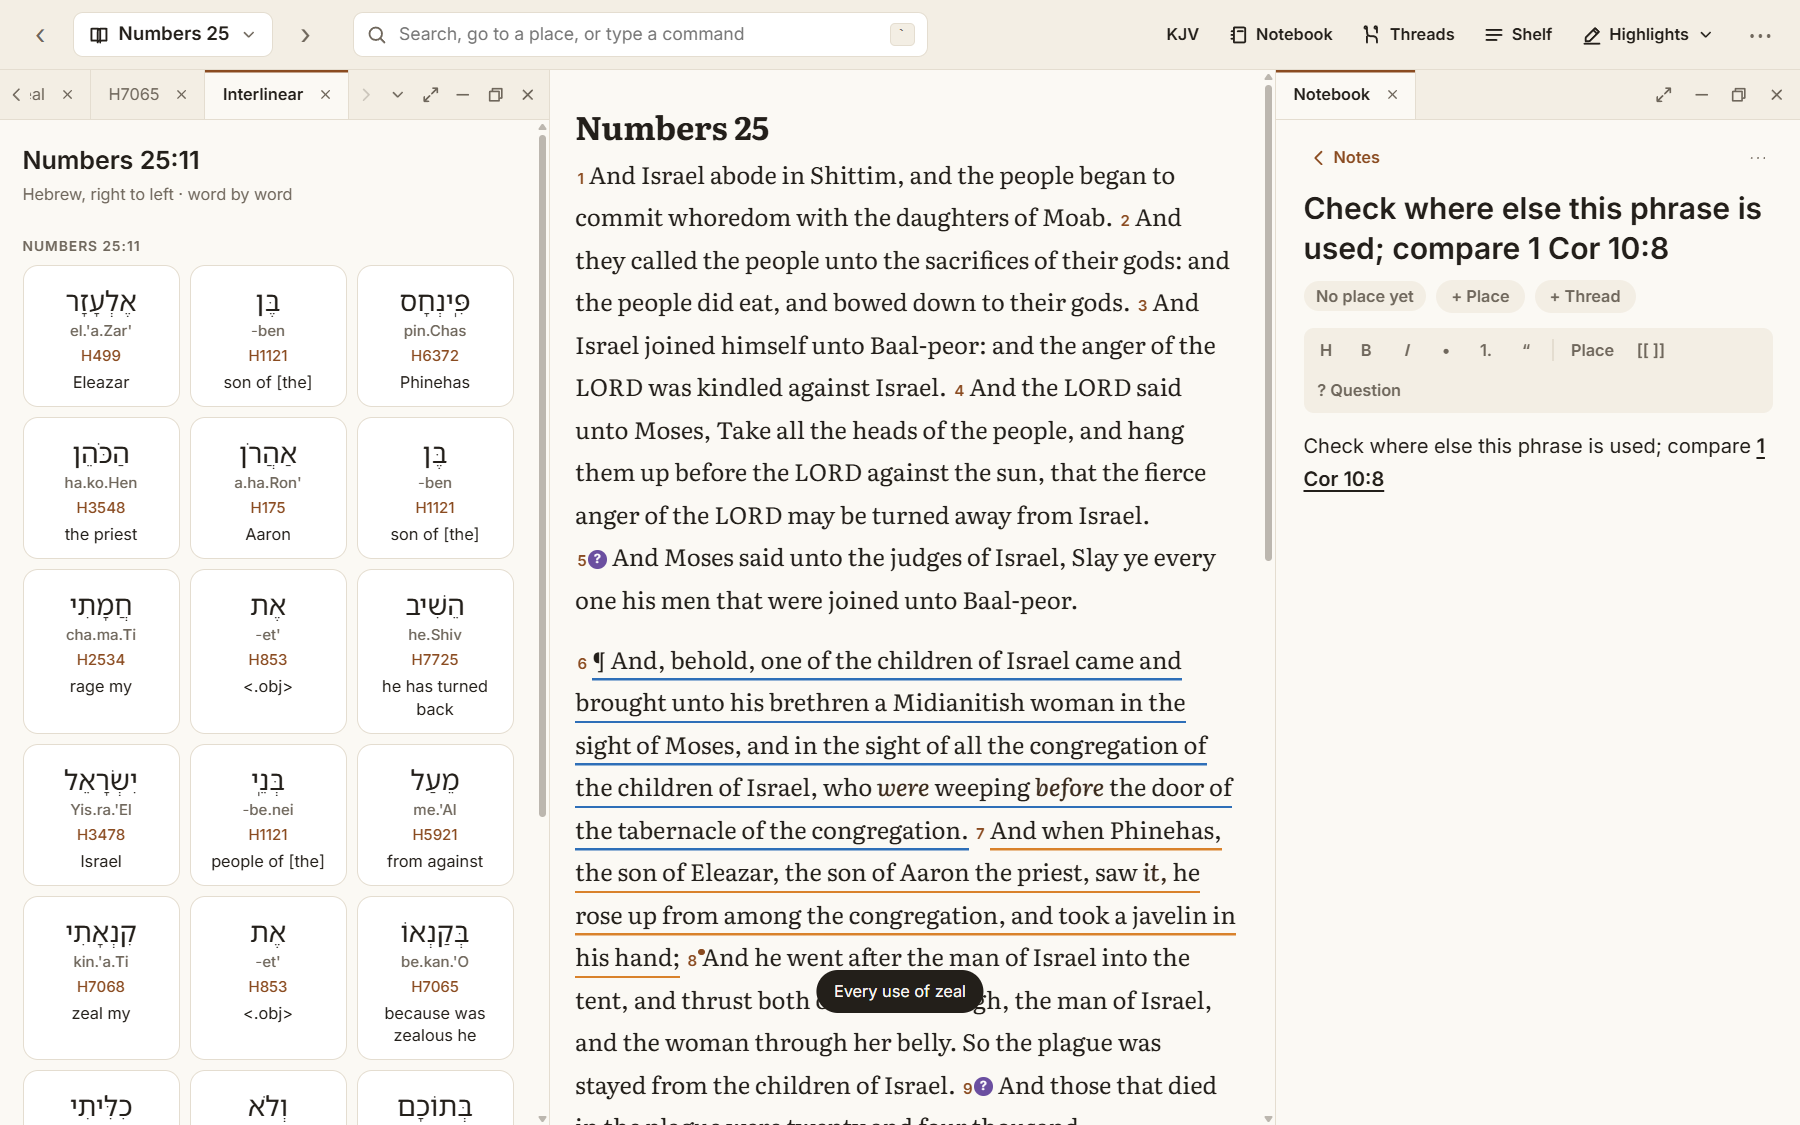 Numbers 25
Search, go to a place, or type a command
`
KJV
Notebook
Threads
Shelf
Highlights
H7065
Interlinear
Numbers 25:11
Hebrew, right to left · word by word
NUMBERS 25:11
אֶלְעָזָר
בֶּן
פִּינְחָס
el.'a.Zar'
-ben
pin.Chas
H499
H1121
H6372
Eleazar
son of [the]
Phinehas
הַכֹּהֵן
אַהֲרֹן
בֶּן
ha.ko.Hen
a.ha.Ron'
-ben
H3548
H175
H1121
the priest
Aaron
son of [the]
חֲמָתִי
אֶת
הֵשִׁיב
cha.ma.Ti
-et'
he.Shiv
H2534
H853
H7725
rage my
<.obj>
he has turned
back
יִשְׂרָאֵל
בְּנֵי
מֵעַל
Yis.ra.'El
-be.nei
me.'Al
H3478
H1121
H5921
Israel
people of [the]
from against
קִנְאָתִי
אֶת
בְּקַנְאוֹ
kin.'a.Ti
-et'
be.kan.'O
H7068
H853
H7065
zeal my
<.obj>
because was
zealous he
כִלִּיתִי
וְלֹא
בְּתוֹכָם
Numbers 25
1 And Israel abode in Shittim, and the people began to
commit whoredom with the daughters of Moab. 2 And
they called the people unto the sacrifices of their gods: and
the people did eat, and bowed down to their gods. 3 And
Israel joined himself unto Baal-peor: and the anger of the
LORD was kindled against Israel. 4 And the LORD said
unto Moses, Take all the heads of the people, and hang
them up before the LORD against the sun, that the fierce
anger of the LORD may be turned away from Israel.
5 ? And Moses said unto the judges of Israel, Slay ye every
one his men that were joined unto Baal-peor.
6 ¶ And, behold, one of the children of Israel came and
brought unto his brethren a Midianitish woman in the
sight of Moses, and in the sight of all the congregation of
the children of Israel, who were weeping before the door of
the tabernacle of the congregation. 7 And when Phinehas,
the son of Eleazar, the son of Aaron the priest, saw it, he
rose up from among the congregation, and took a javelin in
his hand; 8 And he went after the man of Israel into the
tent, and thrust both the man of Israel,
Every use of zeal
and the woman through her belly. So the plague was
stayed from the children of Israel. 9 ? And those that died
in the plague were twenty and four thousand.
Notebook
Notes
Check where else this phrase is
used; compare 1 Cor 10:8
No place yet
+ Place
+ Thread
H B I • 1. “ Place [[ ]]
? Question
Check where else this phrase is used; compare 1
Cor 10:8